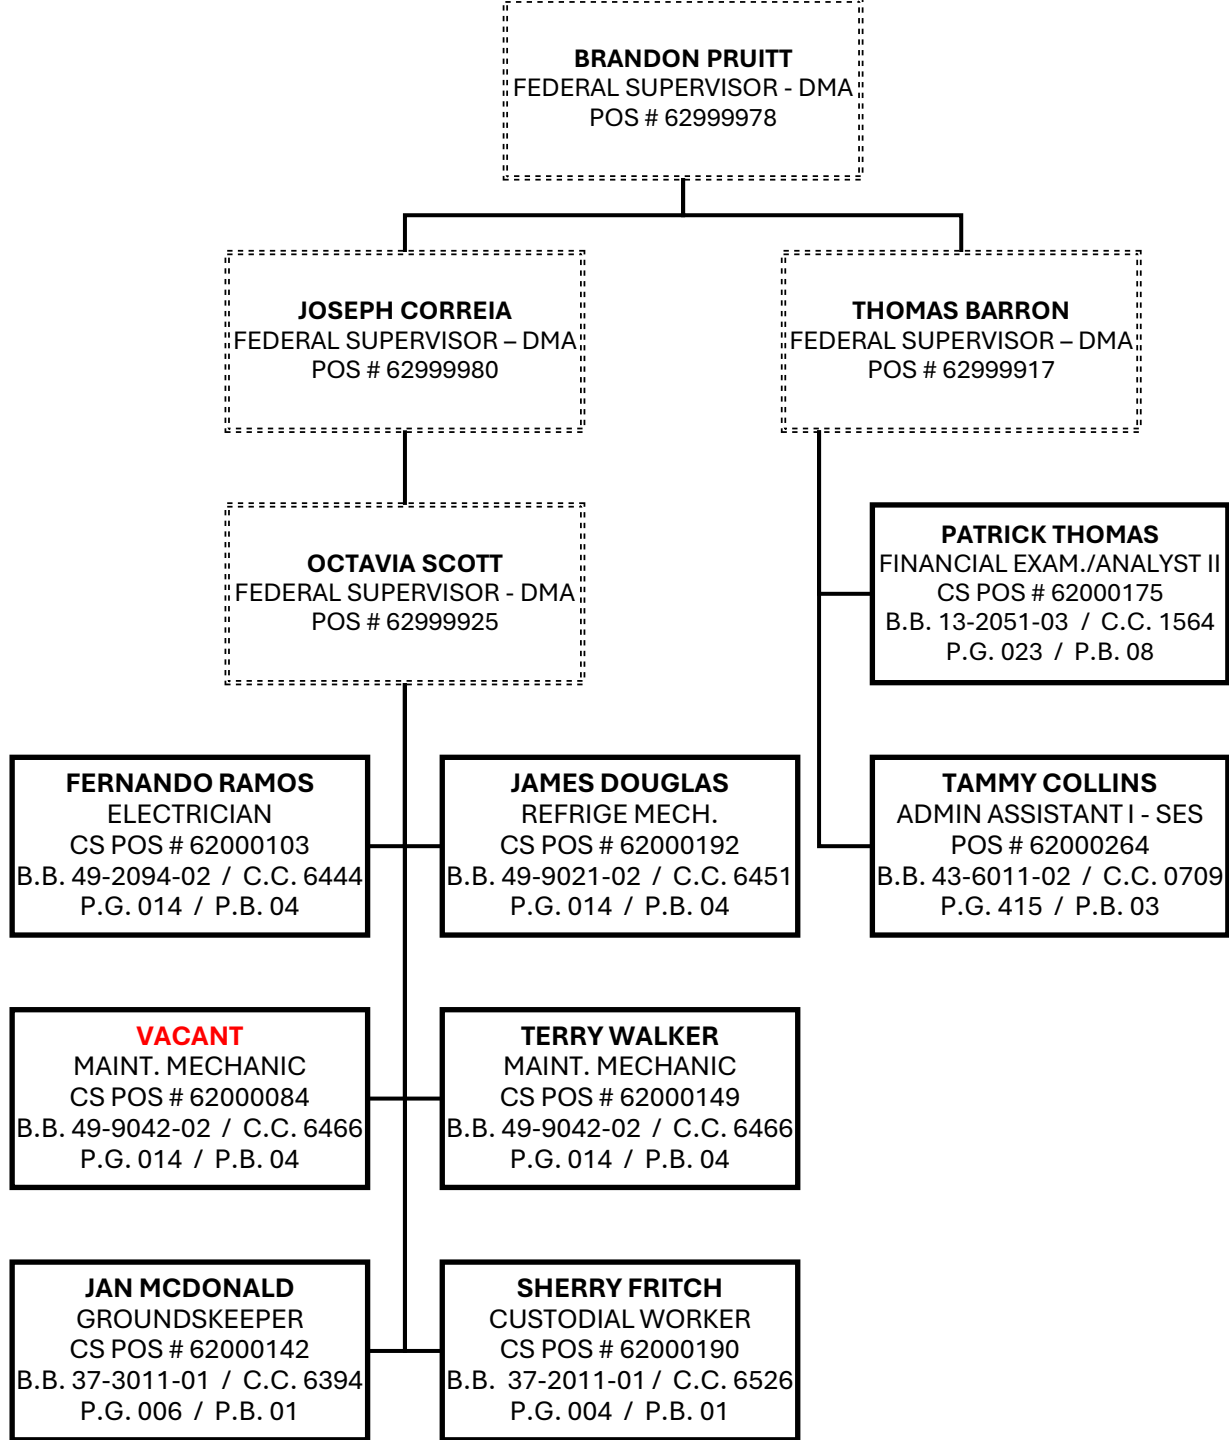 BRANDON PRUITT
FEDERAL SUPERVISOR - DMA
POS # 62999978
JOSEPH CORREIA
FEDERAL SUPERVISOR – DMA
POS # 62999980
THOMAS BARRON
FEDERAL SUPERVISOR – DMA
POS # 62999917
OCTAVIA SCOTT
FEDERAL SUPERVISOR - DMA
POS # 62999925
PATRICK THOMAS
FINANCIAL EXAM./ANALYST II
CS POS # 62000175
B.B. 13-2051-03 / C.C. 1564
P.G. 023 / P.B. 08
FERNANDO RAMOS
ELECTRICIAN
CS POS # 62000103
B.B. 49-2094-02 / C.C. 6444
P.G. 014 / P.B. 04
JAMES DOUGLAS
REFRIGE MECH.
CS POS # 62000192
B.B. 49-9021-02 / C.C. 6451
P.G. 014 / P.B. 04
TAMMY COLLINS
ADMIN ASSISTANT I - SES
POS # 62000264
B.B. 43-6011-02 / C.C. 0709
P.G. 415 / P.B. 03
VACANT
MAINT. MECHANIC
CS POS # 62000084
B.B. 49-9042-02 / C.C. 6466
P.G. 014 / P.B. 04
TERRY WALKER
MAINT. MECHANIC
CS POS # 62000149
B.B. 49-9042-02 / C.C. 6466
P.G. 014 / P.B. 04
JAN MCDONALD
GROUNDSKEEPER
CS POS # 62000142
B.B. 37-3011-01 / C.C. 6394
P.G. 006 / P.B. 01
SHERRY FRITCH
CUSTODIAL WORKER
CS POS # 62000190
B.B. 37-2011-01 / C.C. 6526
P.G. 004 / P.B. 01